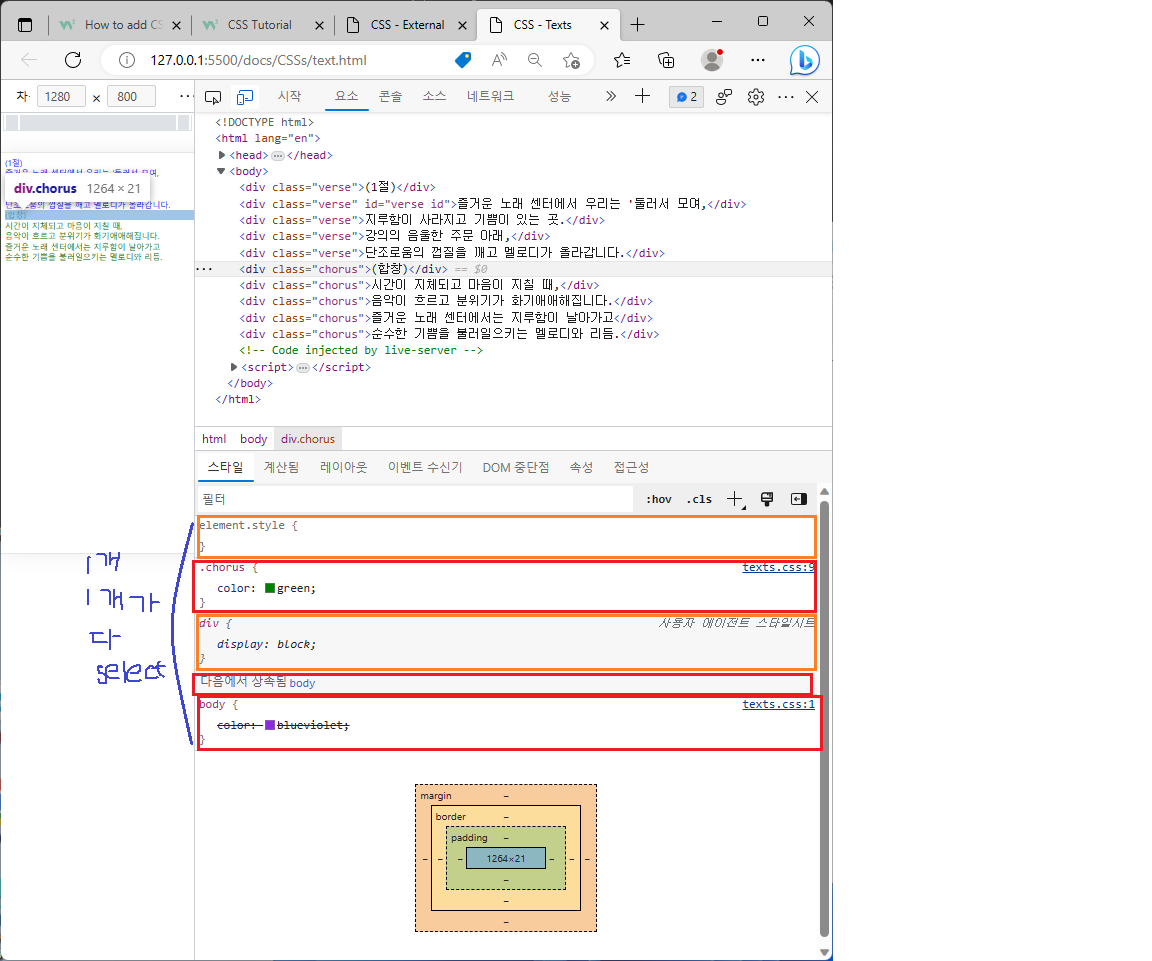 How to add CS
CSS Tutorial
CSS - External
CSS - Texts
127.0.0.1:5500/docs/CSSs/text.html
차· 1280 × 800
시작 요소 콘솔 소스 네트워크 성능 2
(1절)
즐거운 노래 센터에서 우리는 '둘러서 모여,
div.chorus 1264 × 21
단조로움의 껍질을 깨고 멜로디가 올라갑니다.
(합창)
시간이 지체되고 마음이 지칠 때,
음악이 흐르고 분위기가 화기애애해집니다.
즐거운 노래 센터에서는 지루함이 날아가고
순수한 기쁨을 불러일으키는 멜로디와 리듬.
<!DOCTYPE html>
<html lang="en">
<head> ⋯ </head>
<body>
<div class="verse">(1절)</div>
<div class="verse" id="verse id">즐거운 노래 센터에서 우리는 '둘러서 모여,</div>
<div class="verse">지루함이 사라지고 기쁨이 있는 곳.</div>
<div class="verse">강의의 음울한 주문 아래,</div>
<div class="verse">단조로움의 껍질을 깨고 멜로디가 올라갑니다.</div>
<div class="chorus">(합창)</div> == $0
<div class="chorus">시간이 지체되고 마음이 지칠 때,</div>
<div class="chorus">음악이 흐르고 분위기가 화기애애해집니다.</div>
<div class="chorus">즐거운 노래 센터에서는 지루함이 날아가고</div>
<div class="chorus">순수한 기쁨을 불러일으키는 멜로디와 리듬.</div>
<!-- Code injected by live-server -->
<script> ⋯ </script>
</body>
</html>
html body div.chorus
스타일 계산됨 레이아웃 이벤트 수신기 DOM 중단점 속성 접근성
필터 :hov .cls
element.style {
}
.chorus { texts.css:9
color: green;
}
div { 사용자 에이전트 스타일시트
display: block;
}
다음에서 상속됨 body
body { texts.css:1
color: blueviolet;
}
1개
1개가
다
select
margin –
border –
padding –
– – – 1264×21 – – –
–
–
–